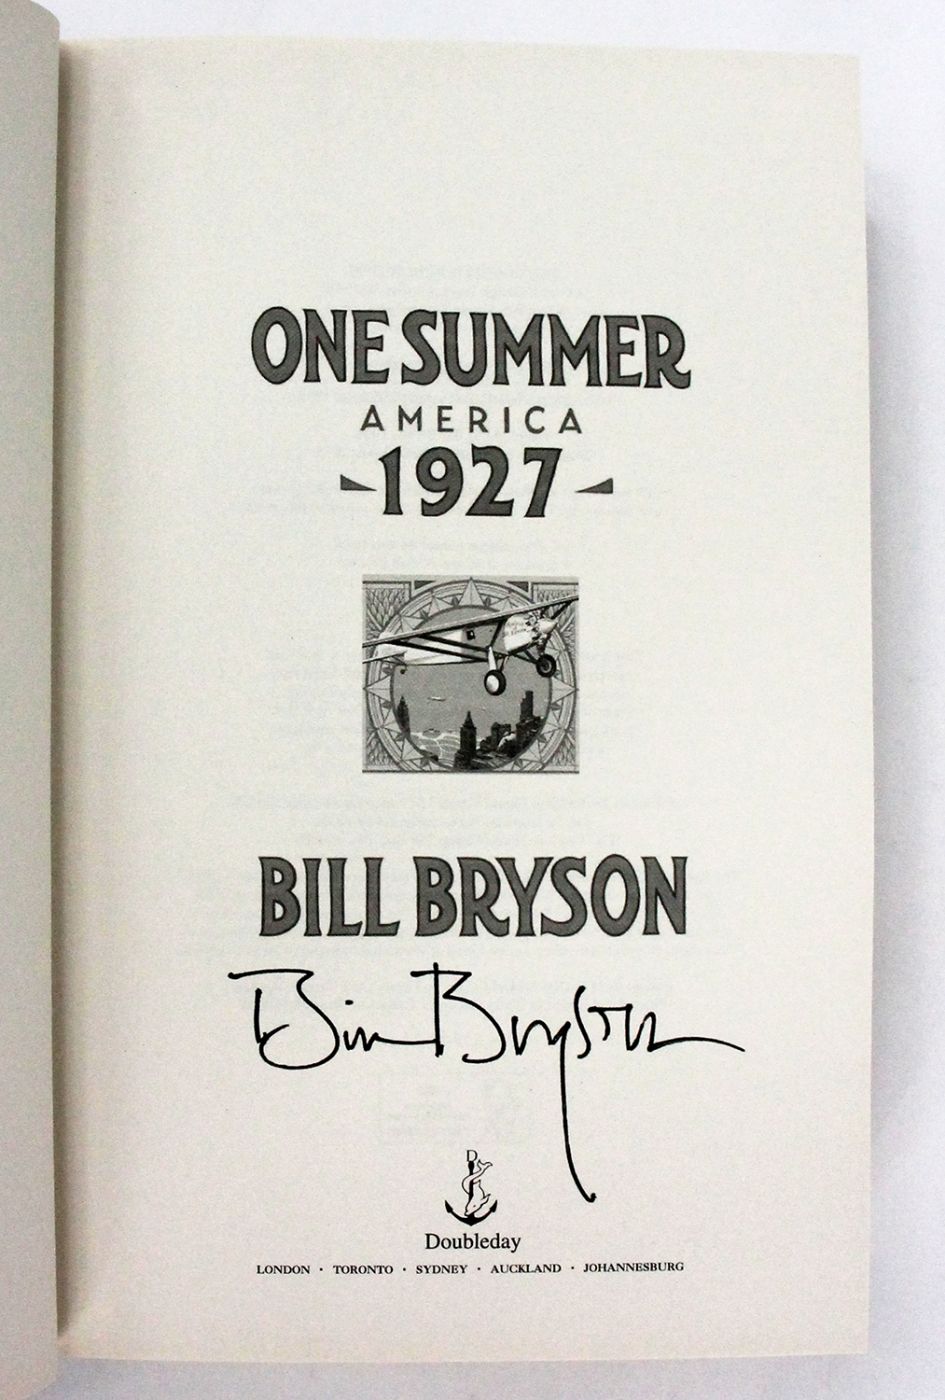 ONE SUMMER
AMERICA
1927
BILL BRYSON
Bill Bryson
D
Doubleday
LONDON · TORONTO · SYDNEY · AUCKLAND · JOHANNESBURG